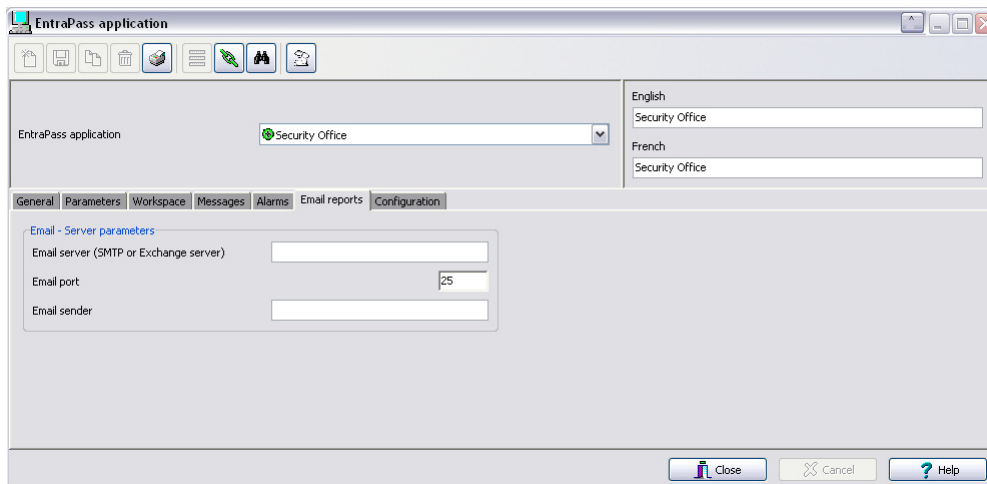 EntraPass application
English
Security Office
EntraPass application
Security Office
French
Security Office
General Parameters Workspace Messages Alarms Email reports Configuration
Email - Server parameters
Email server (SMTP or Exchange server)
Email port
25
Email sender
Close
Cancel
? Help